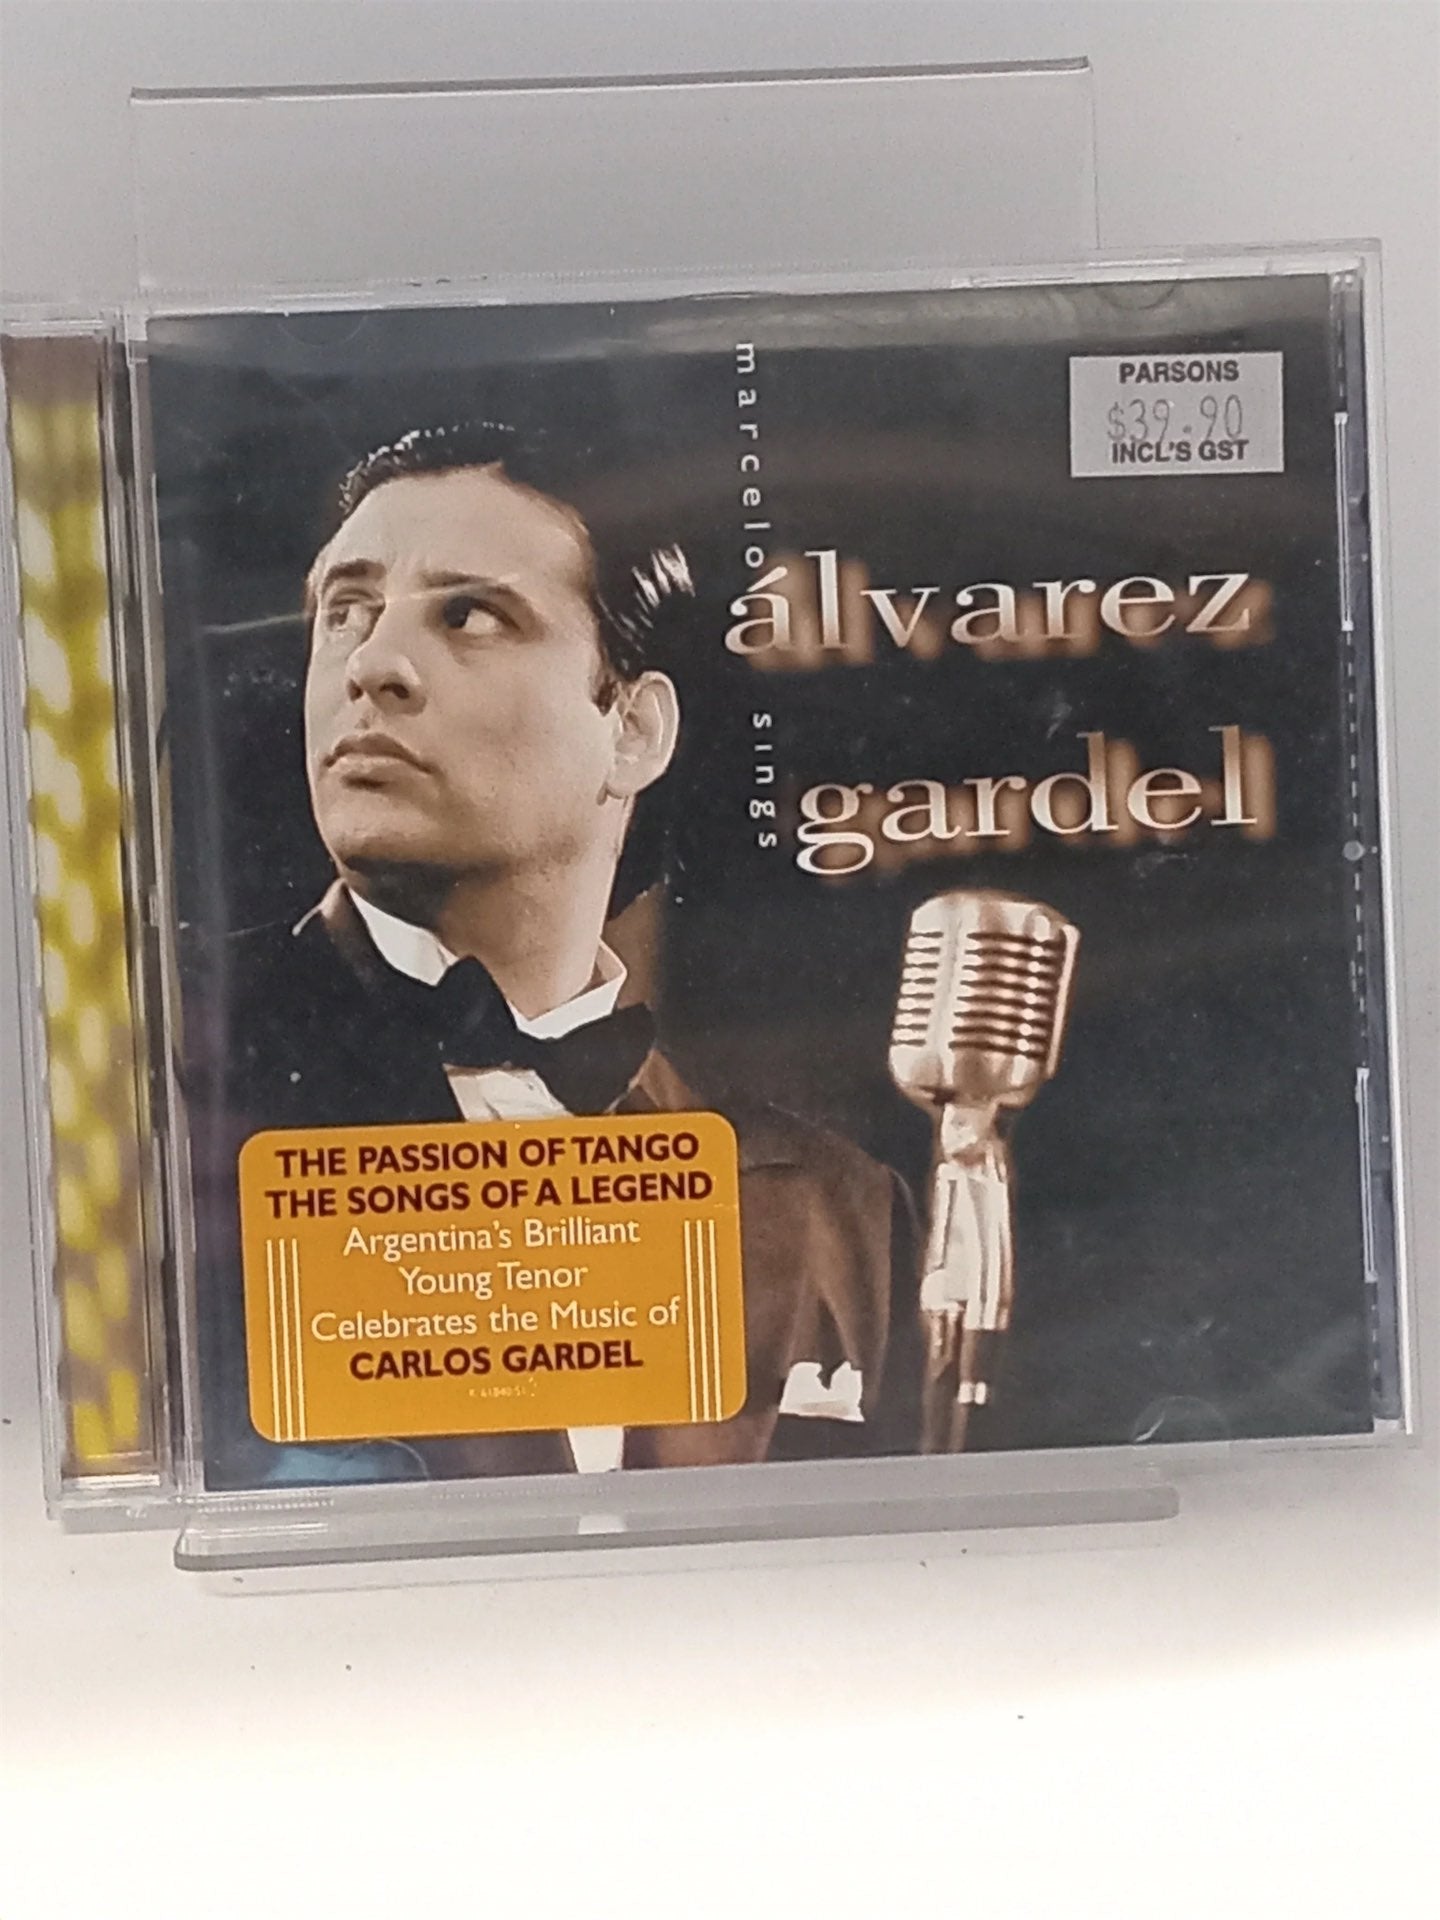 marcelo
álvarez
sings
gardel
PARSONS
$39.90
INCL'S GST
THE PASSION OF TANGO
THE SONGS OF A LEGEND
Argentina's Brilliant
Young Tenor
Celebrates the Music of
CARLOS GARDEL